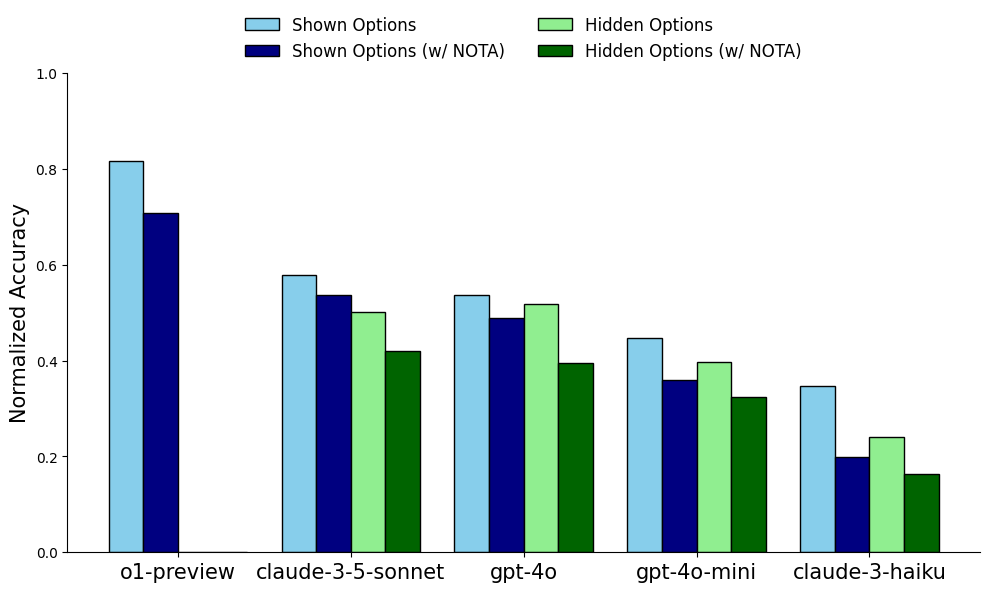 Shown Options
Shown Options (w/ NOTA)
Hidden Options
Hidden Options (w/ NOTA)
Normalized Accuracy
1.0
0.8
0.6
0.4
0.2
0.0
o1-preview
claude-3-5-sonnet
gpt-4o
gpt-4o-mini
claude-3-haiku